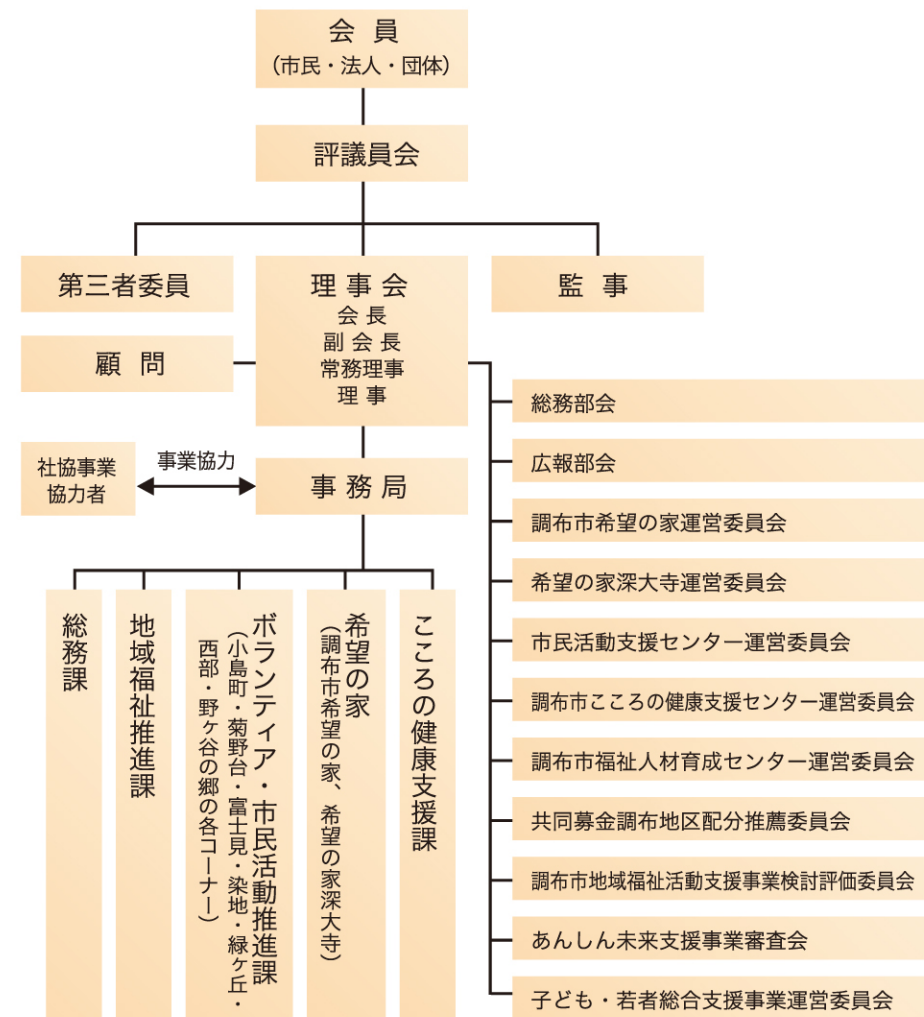 会員
（市民・法人・団体）
評議員会
第三者委員
理事会
会長
副会長
常務理事
理事
監事
顧問
社協事業
協力者
事業協力
事務局
総務部会
広報部会
調布市希望の家運営委員会
希望の家深大寺運営委員会
市民活動支援センター運営委員会
調布市こころの健康支援センター運営委員会
調布市福祉人材育成センター運営委員会
共同募金調布地区配分推薦委員会
調布市地域福祉活動支援事業検討評価委員会
あんしん未来支援事業審査会
子ども・若者総合支援事業運営委員会
総務課
地域福祉推進課
ボランティア・市民活動推進課
（小島町・菊野台・富士見・染地・緑ヶ丘・
西部・野ヶ谷の郷の各コーナー）
希望の家
（調布市希望の家、希望の家深大寺）
こころの健康支援課